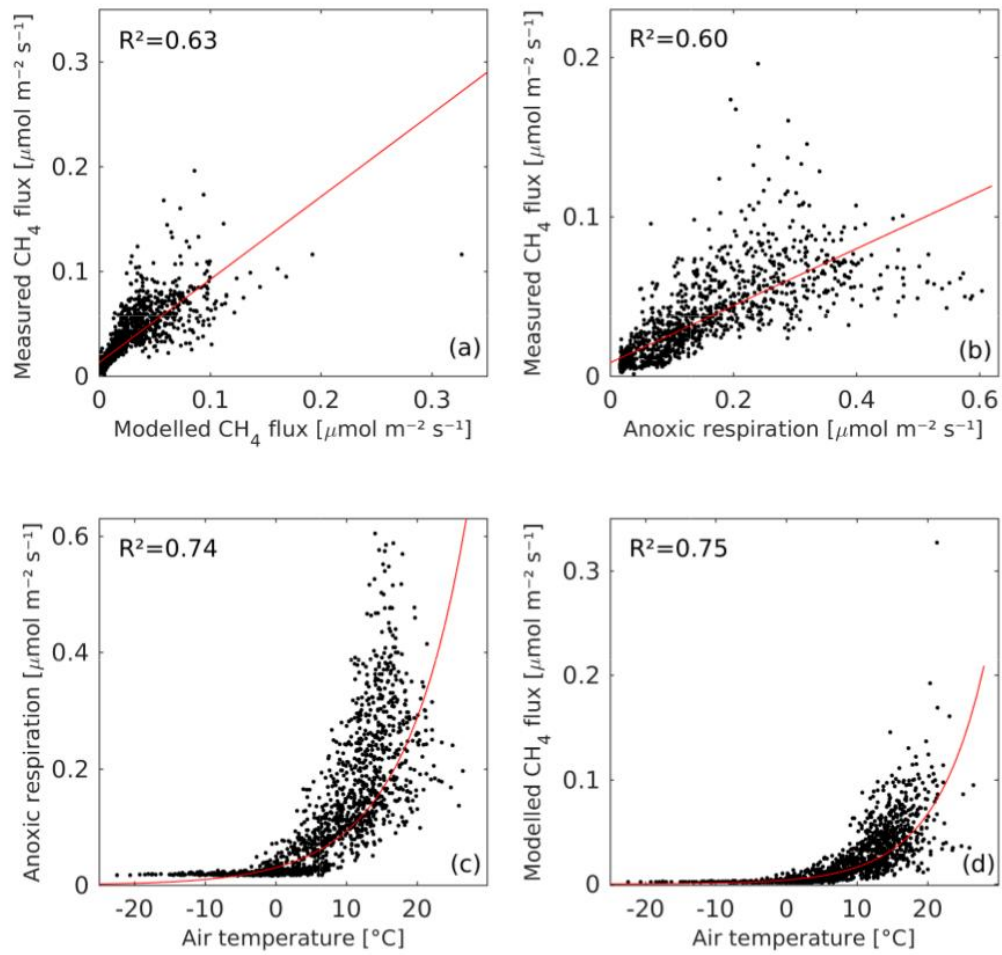 R²=0.63
0.3
0.2
0.1
0
0 0.1 0.2 0.3
Measured CH₄ flux [μmol m⁻² s⁻¹]
Modelled CH₄ flux [μmol m⁻² s⁻¹]
(a)
R²=0.60
0.2
0.1
0
0 0.2 0.4 0.6
Measured CH₄ flux [μmol m⁻² s⁻¹]
Anoxic respiration [μmol m⁻² s⁻¹]
(b)
R²=0.74
0.6
0.4
0.2
0
-20 -10 0 10 20
Anoxic respiration [μmol m⁻² s⁻¹]
Air temperature [°C]
(c)
R²=0.75
0.3
0.2
0.1
0
-20 -10 0 10 20
Modelled CH₄ flux [μmol m⁻² s⁻¹]
Air temperature [°C]
(d)